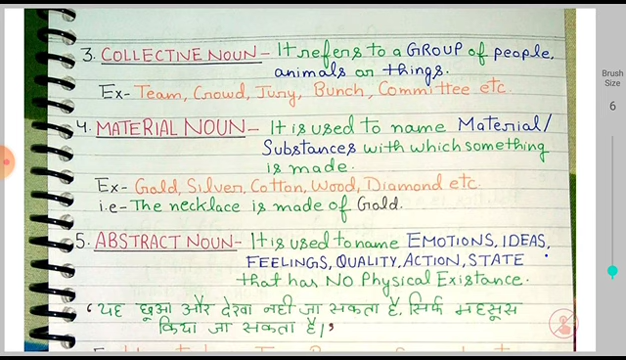 3. COLLECTIVE NOUN - It refers to a GROUP of people,
animals or things.
Ex- Team, Crowd, Jury, Bunch, Committee etc.
4. MATERIAL NOUN - It is used to name Material/
Substances with which something
is made.
Ex- Gold, Silver, Cotton, Wood, Diamond etc.
i.e- The necklace is made of Gold.
5. ABSTRACT NOUN- It is used to name EMOTIONS, IDEAS,
FEELINGS, QUALITY, ACTION, STATE
that has NO Physical Existance.
“यह छूआ और देखा नहीं जा सकता है, सिर्फ महसूस
किया जा सकता है।”
Brush
Size
6